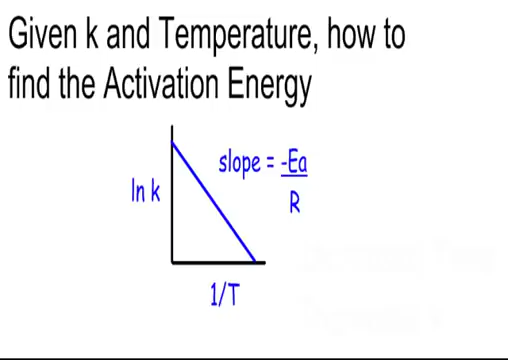 Given k and Temperature, how to
find the Activation Energy
slope = -Ea
R
ln k
1/T